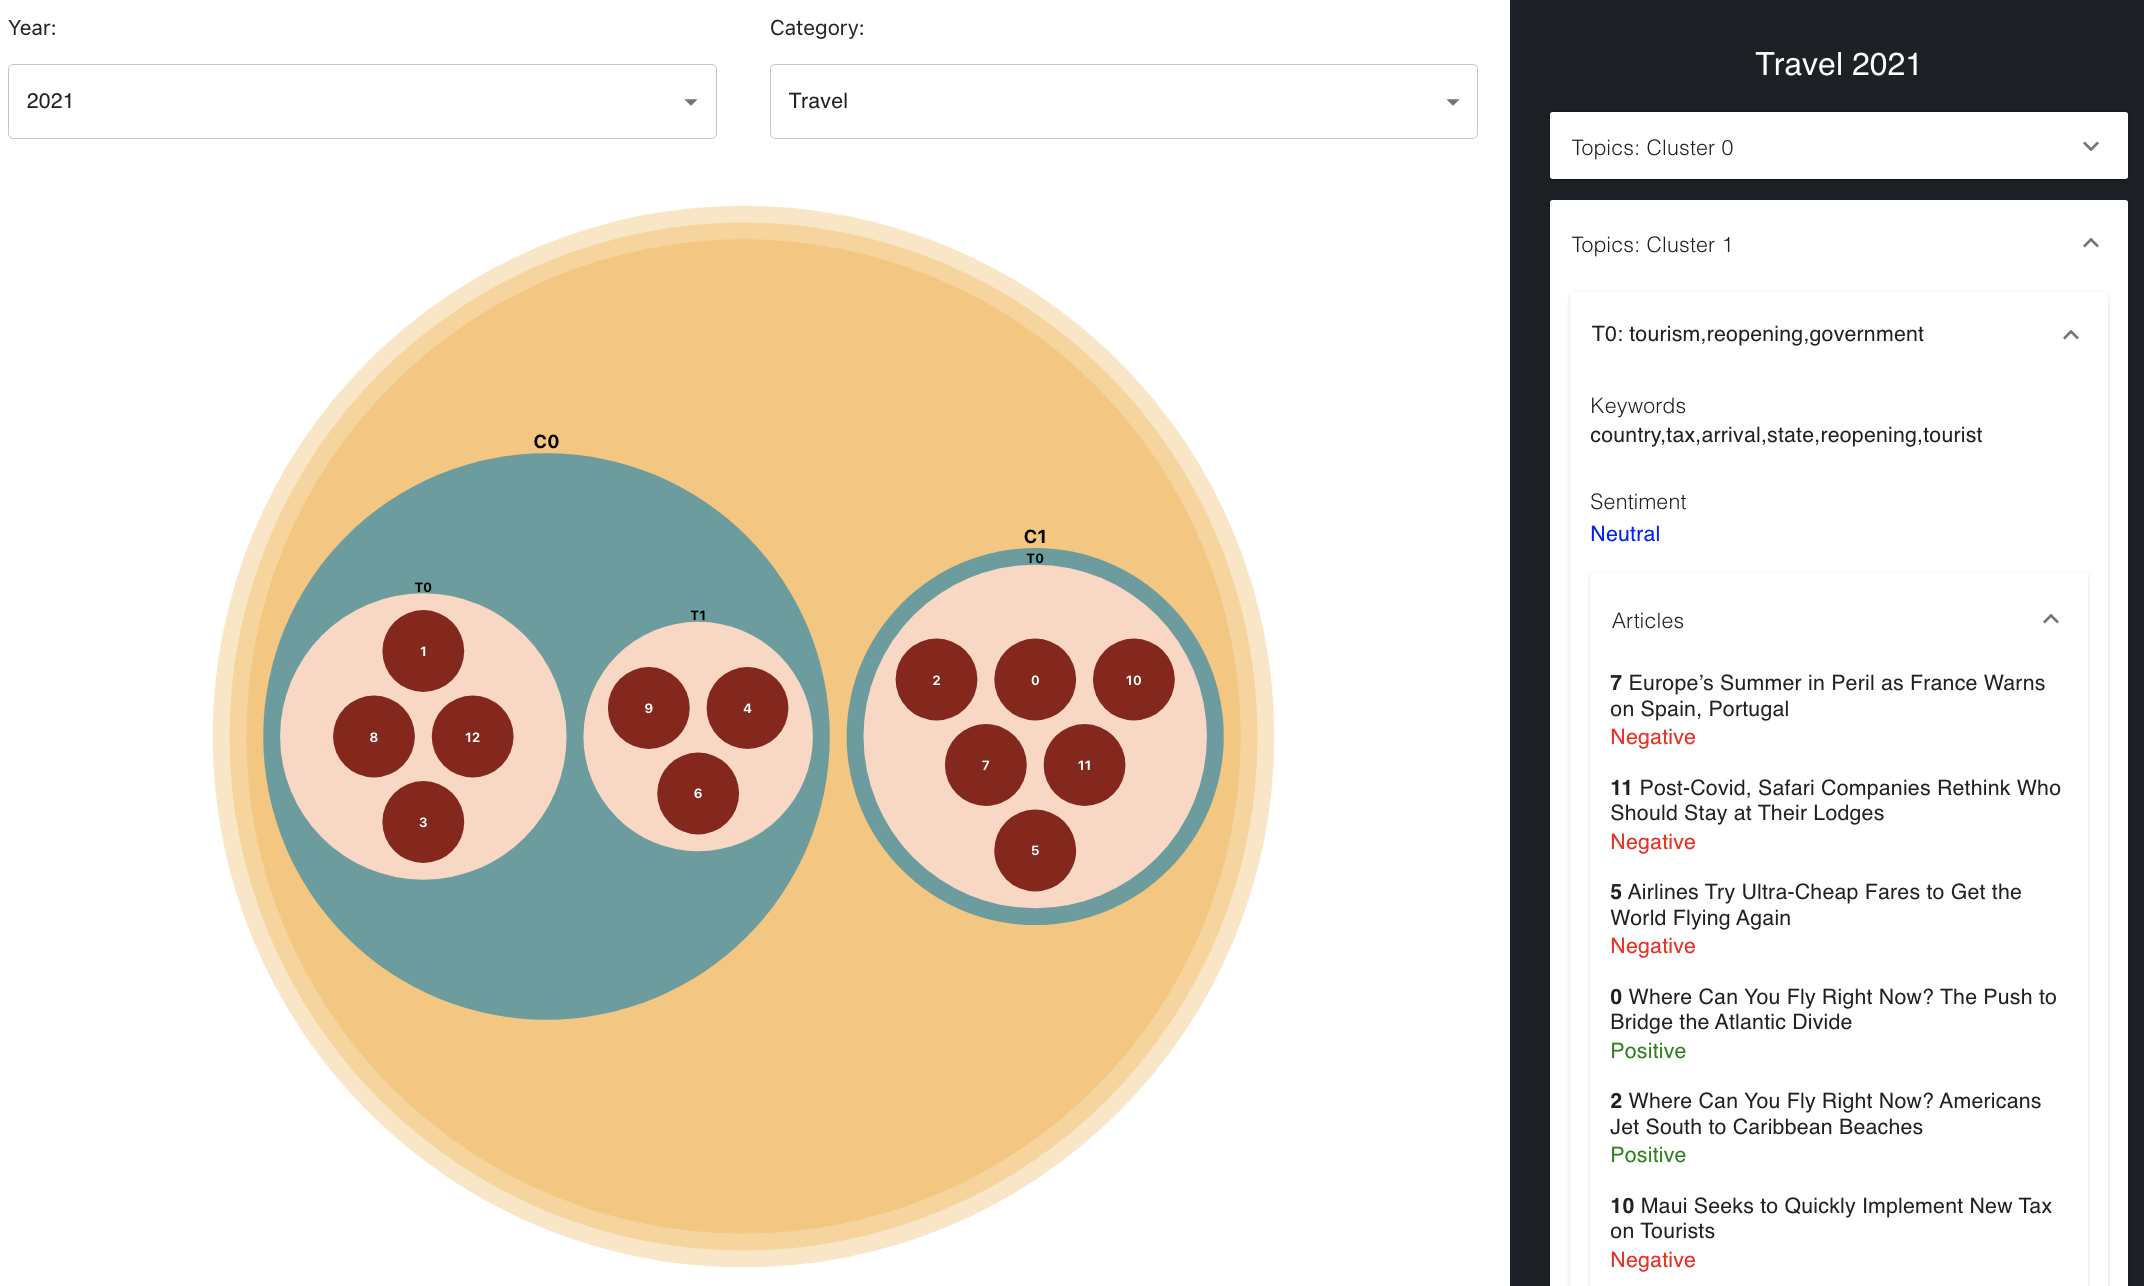 Year:
Category:
2021
Travel
C0
C1
T0
T0
T1
1
2
0
10
9
4
8
12
7
11
6
3
5
Travel 2021
Topics: Cluster 0
Topics: Cluster 1
T0: tourism,reopening,government
Keywords
country,tax,arrival,state,reopening,tourist
Sentiment
Neutral
Articles
7 Europe’s Summer in Peril as France Warns
on Spain, Portugal
Negative
11 Post-Covid, Safari Companies Rethink Who
Should Stay at Their Lodges
Negative
5 Airlines Try Ultra-Cheap Fares to Get the
World Flying Again
Negative
0 Where Can You Fly Right Now? The Push to
Bridge the Atlantic Divide
Positive
2 Where Can You Fly Right Now? Americans
Jet South to Caribbean Beaches
Positive
10 Maui Seeks to Quickly Implement New Tax
on Tourists
Negative